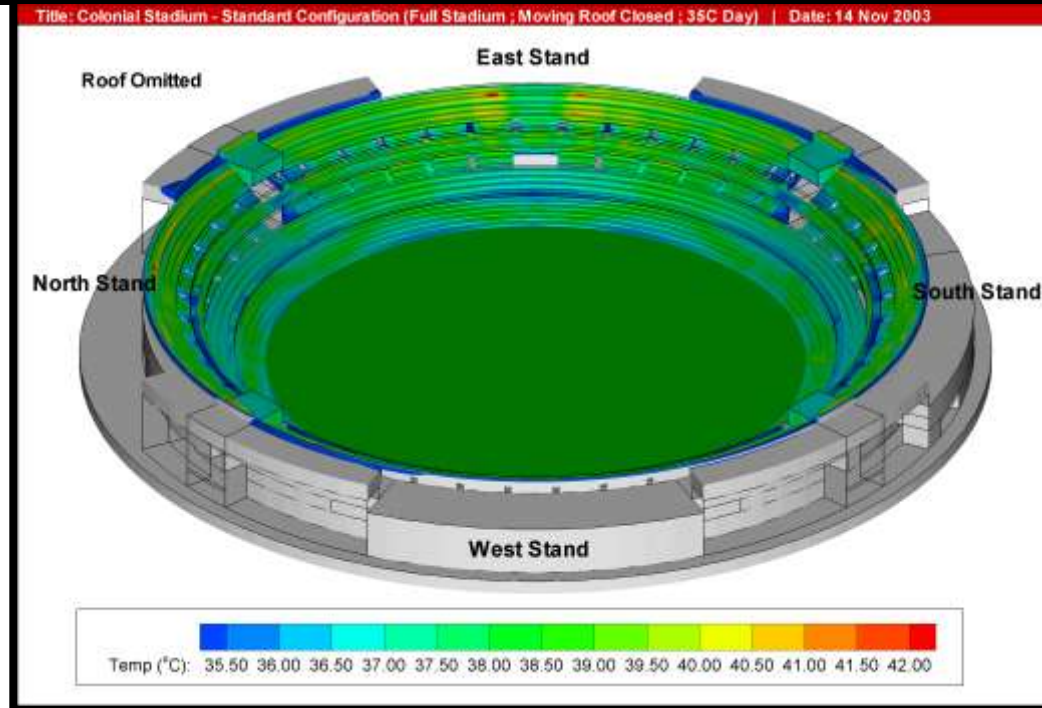 Title: Colonial Stadium - Standard Configuration (Full Stadium ; Moving Roof Closed ; 35C Day) | Date: 14 Nov 2003
East Stand
Roof Omitted
North Stand
South Stand
West Stand
Temp (°C): 35.50 36.00 36.50 37.00 37.50 38.00 38.50 39.00 39.50 40.00 40.50 41.00 41.50 42.00